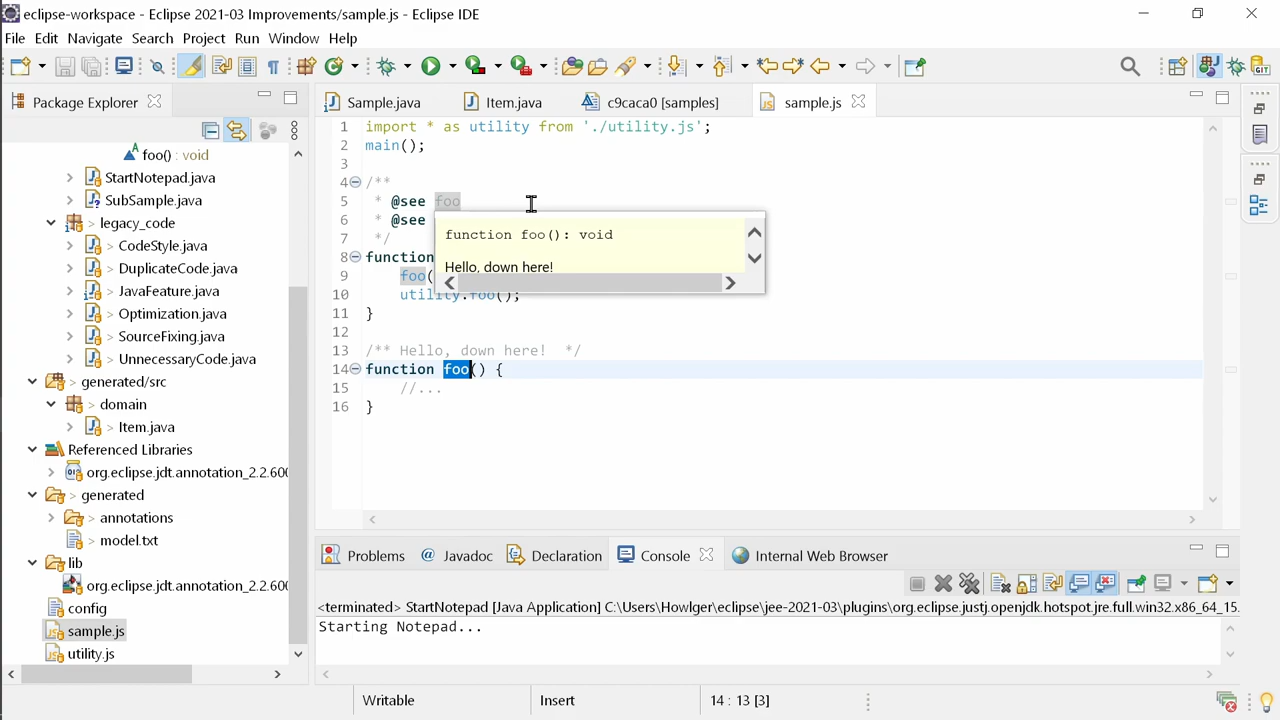 eclipse-workspace - Eclipse 2021-03 Improvements/sample.js - Eclipse IDE
File Edit Navigate Search Project Run Window Help
Package Explorer
foo() : void
> StartNotepad.java
> SubSample.java
> legacy_code
> CodeStyle.java
> DuplicateCode.java
> JavaFeature.java
> Optimization.java
> SourceFixing.java
> UnnecessaryCode.java
> generated/src
> domain
> Item.java
Referenced Libraries
> org.eclipse.jdt.annotation_2.2.600
> generated
> annotations
> model.txt
lib
org.eclipse.jdt.annotation_2.2.600
config
sample.js
utility.js
Sample.java Item.java c9caca0 [samples] sample.js
1 import * as utility from './utility.js';
2 main();
3
4 /**
5 * @see foo
6 * @see
7 */
8 function
9 foo(
10 utility.foo();
11 }
12
13 /** Hello, down here! */
14 function foo() {
15 //...
16 }
function foo(): void
Hello, down here!
Problems Javadoc Declaration Console Internal Web Browser
<terminated> StartNotepad [Java Application] C:\Users\Howlger\eclipse\jee-2021-03\plugins\org.eclipse.justj.openjdk.hotspot.jre.full.win32.x86_64_15.
Starting Notepad...
Writable Insert 14 : 13 [3]